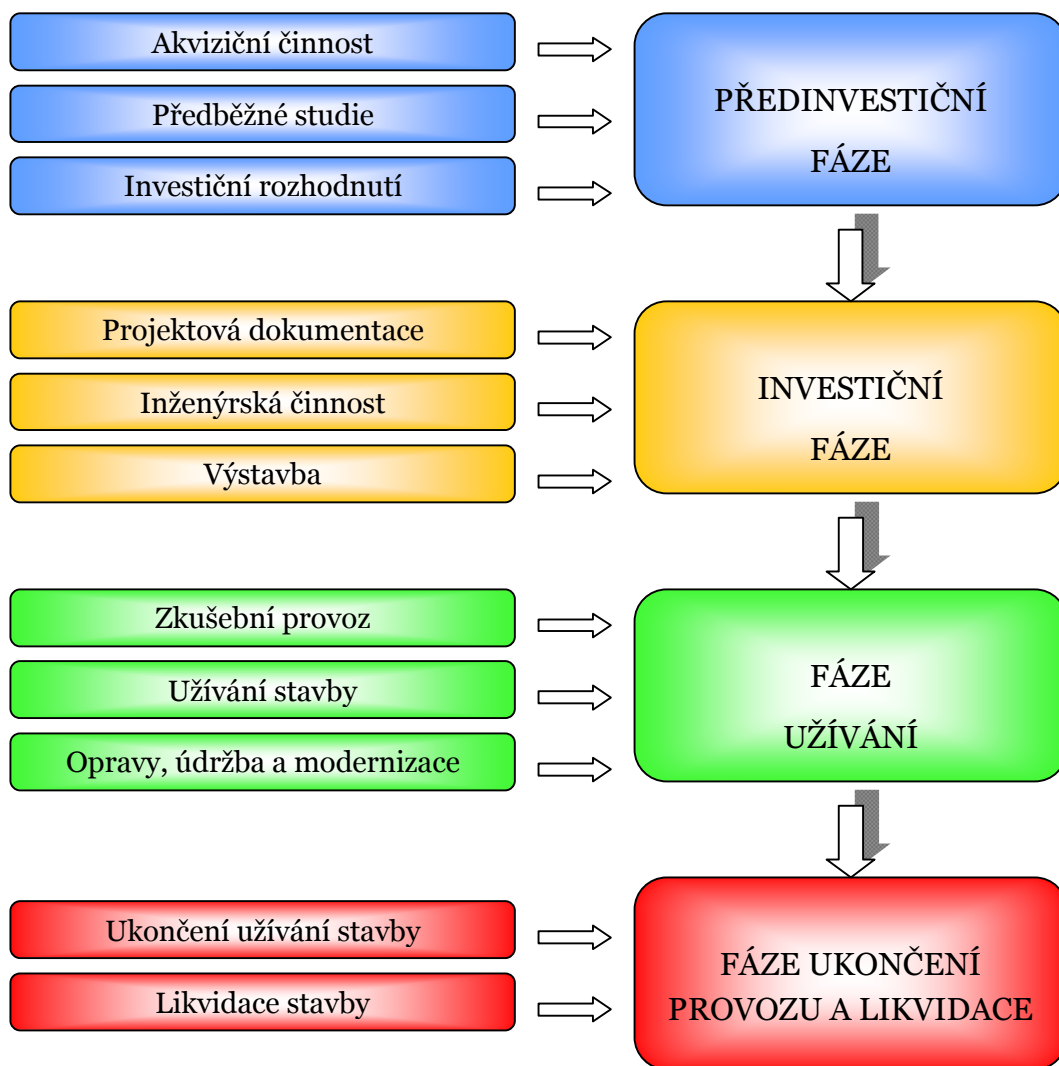 Akviziční činnost
Předběžné studie
Investiční rozhodnutí
PŘEDINVESTIČNÍ
FÁZE
Projektová dokumentace
Inženýrská činnost
Výstavba
INVESTIČNÍ
FÁZE
Zkušební provoz
Užívání stavby
Opravy, údržba a modernizace
FÁZE
UŽÍVÁNÍ
Ukončení užívání stavby
Likvidace stavby
FÁZE UKONČENÍ
PROVOZU A LIKVIDACE